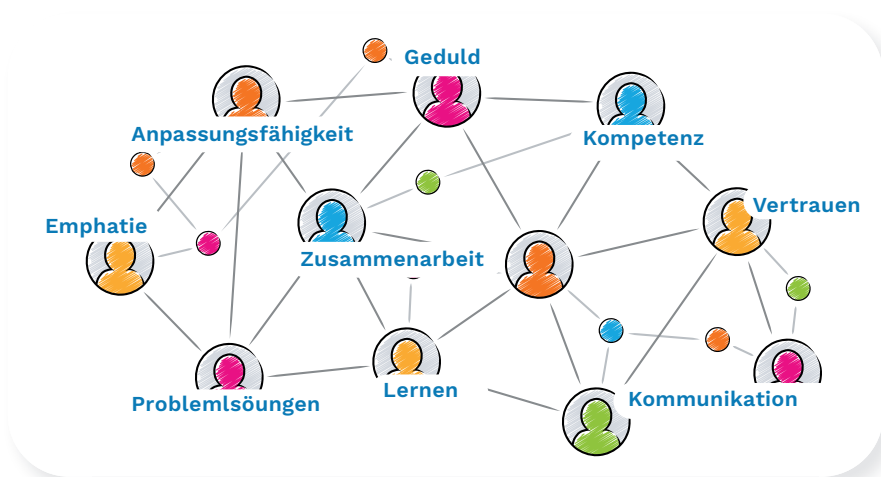 Geduld
Anpassungsfähigkeit
Kompetenz
Vertrauen
Emphatie
Zusammenarbeit
Lernen
Kommunikation
Problemlsöungen